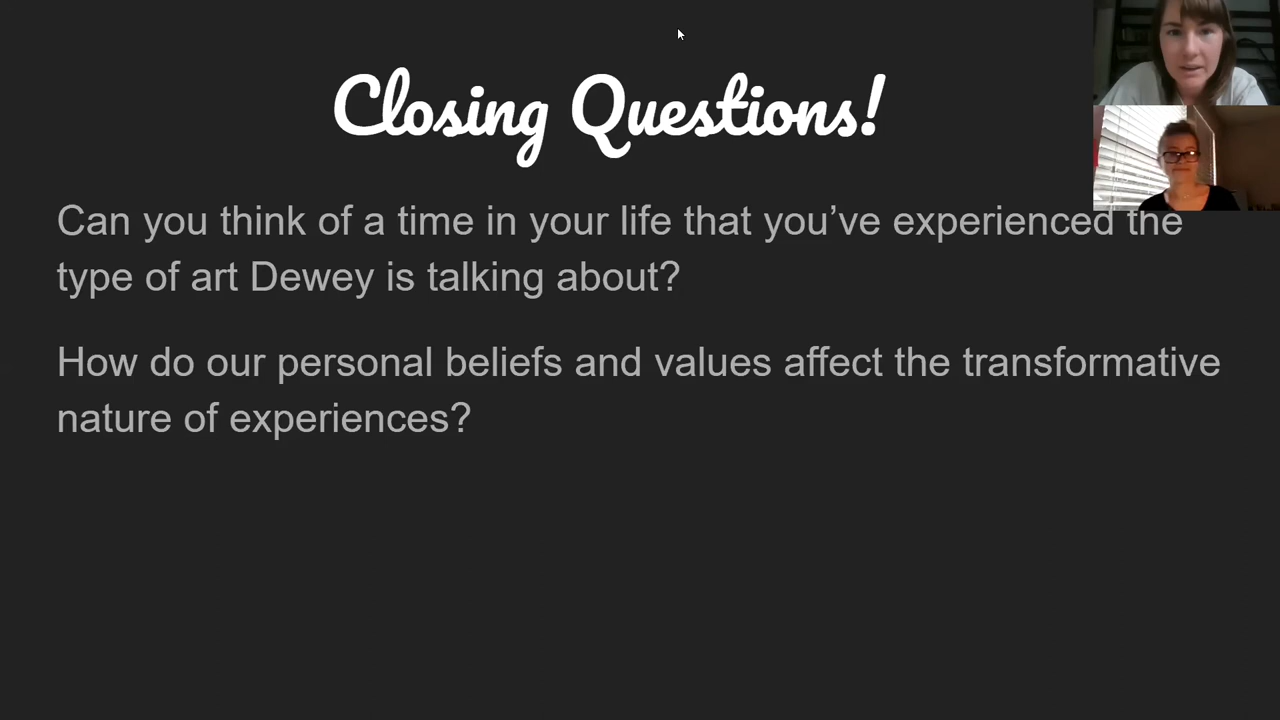 Closing Questions!
Can you think of a time in your life that you’ve experienced the
type of art Dewey is talking about?
How do our personal beliefs and values affect the transformative
nature of experiences?